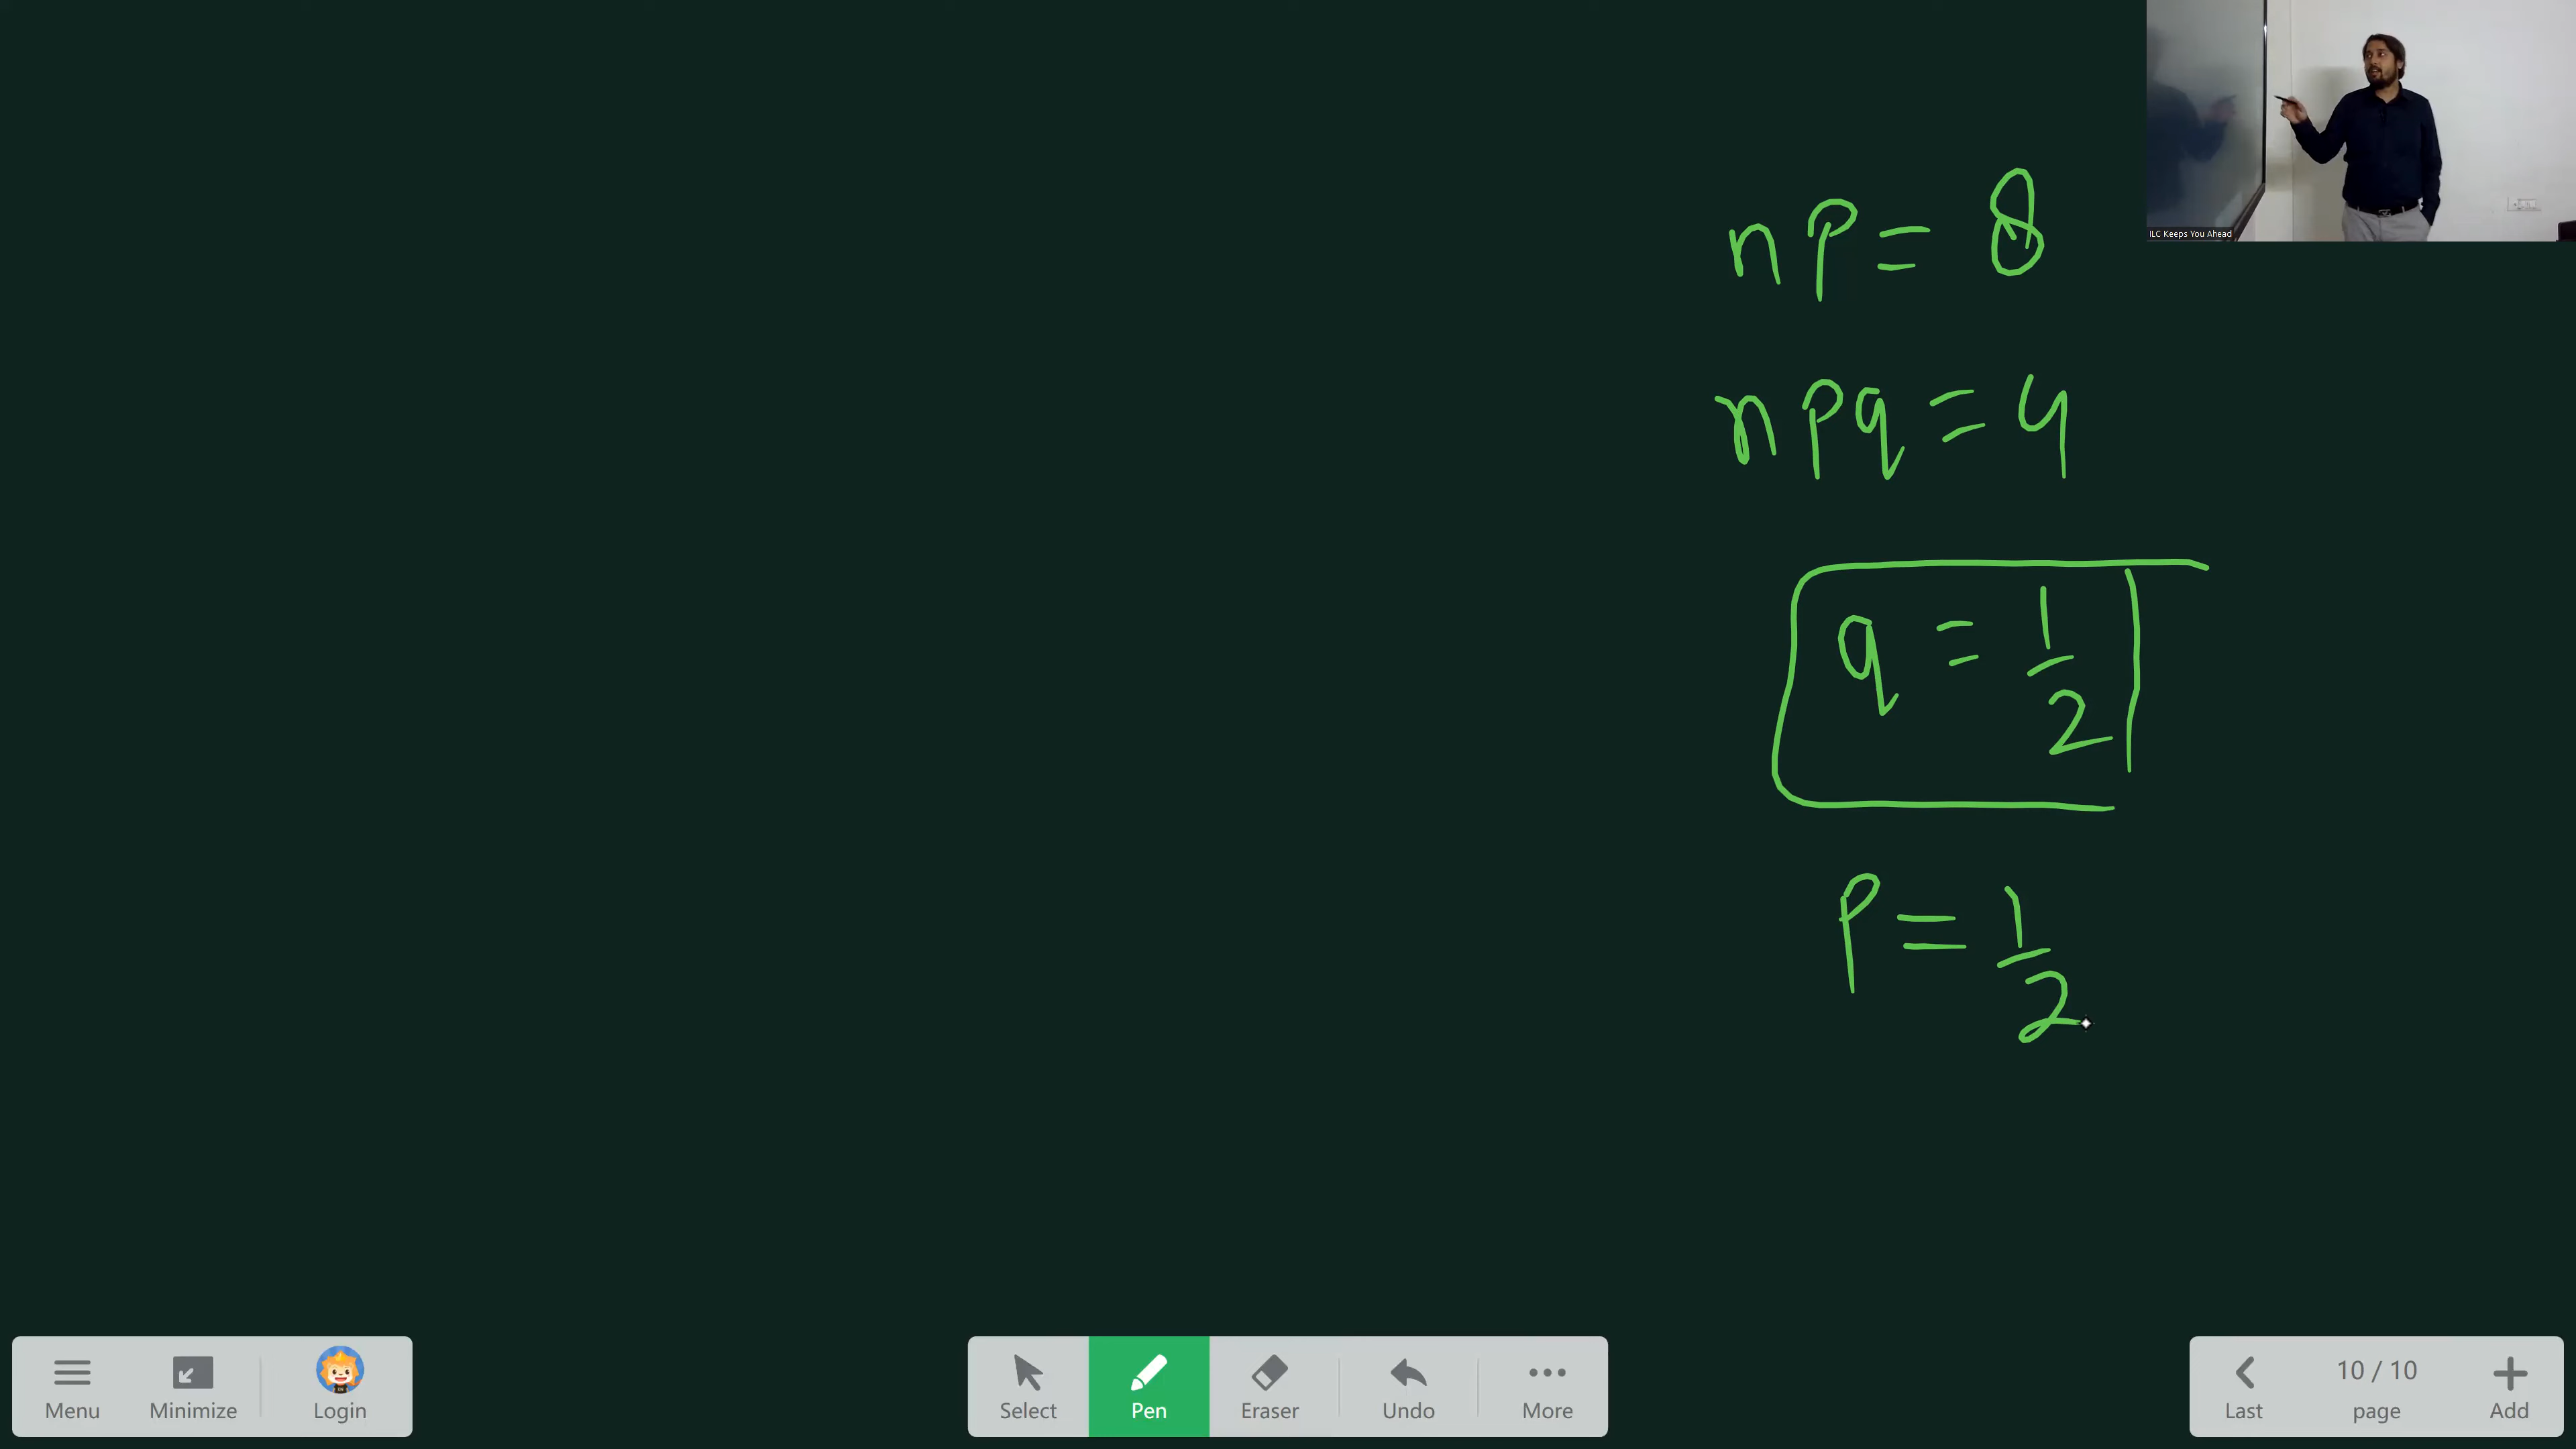 ILC Keeps You Ahead
np = 8
npq = 4
q = 1/2
P = 1/2
Menu
Minimize
Login
Select
Pen
Eraser
Undo
More
Last
10 / 10
page
Add